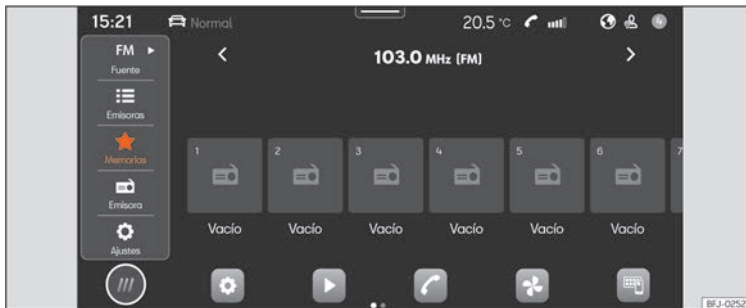 15:21 Normal 20.5 °C 4
FM
Fuente
Emisoras
Memorias
Emisora
Ajustes
103.0 MHz (FM)
1 2 3 4 5 6 7
Vacío Vacío Vacío Vacío Vacío Vacío
BFJ-0252